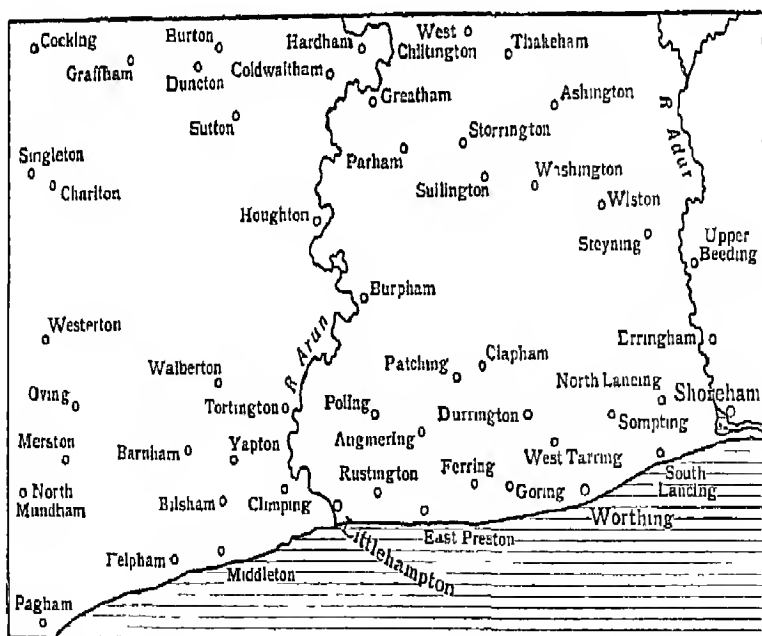 Cocking
Burton
Hardham
West
Chiltington
Thakeham
Graffham
Duncton
Coldwaltham
Greatham
Ashington
Sutton
Storrington
R Adur
Parham
Singleton
Charlton
Sullington
Washington
Wiston
Houghton
Steyning
Upper
Beeding
Burpham
Westerton
R Arun
Erringham
Walberton
Patching
Clapham
North Lancing
Shoreham
Oving
Tortington
Poling
Durrington
Sompting
Merston
Barnham
Yapton
Angmering
West Tarring
Rustington
Ferring
South
Lancing
North
Mundham
Bilsham
Climping
Goring
Worthing
East Preston
Littlehampton
Felpham
Middleton
Pagham